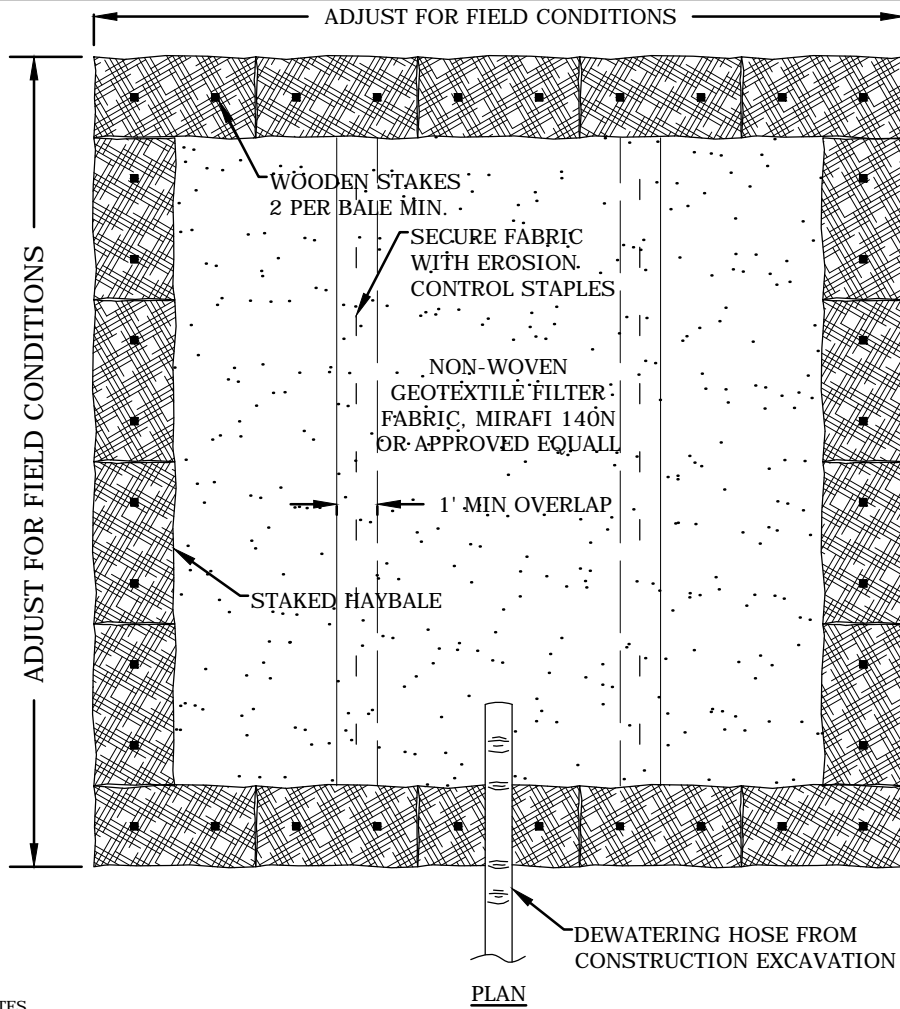 ADJUST FOR FIELD CONDITIONS
ADJUST FOR FIELD CONDITIONS
WOODEN STAKES
2 PER BALE MIN.
SECURE FABRIC
WITH EROSION
CONTROL STAPLES
NON-WOVEN
GEOTEXTILE FILTER
FABRIC, MIRAFI 140N
OR APPROVED EQUALL
1' MIN OVERLAP
STAKED HAYBALE
DEWATERING HOSE FROM
CONSTRUCTION EXCAVATION
PLAN